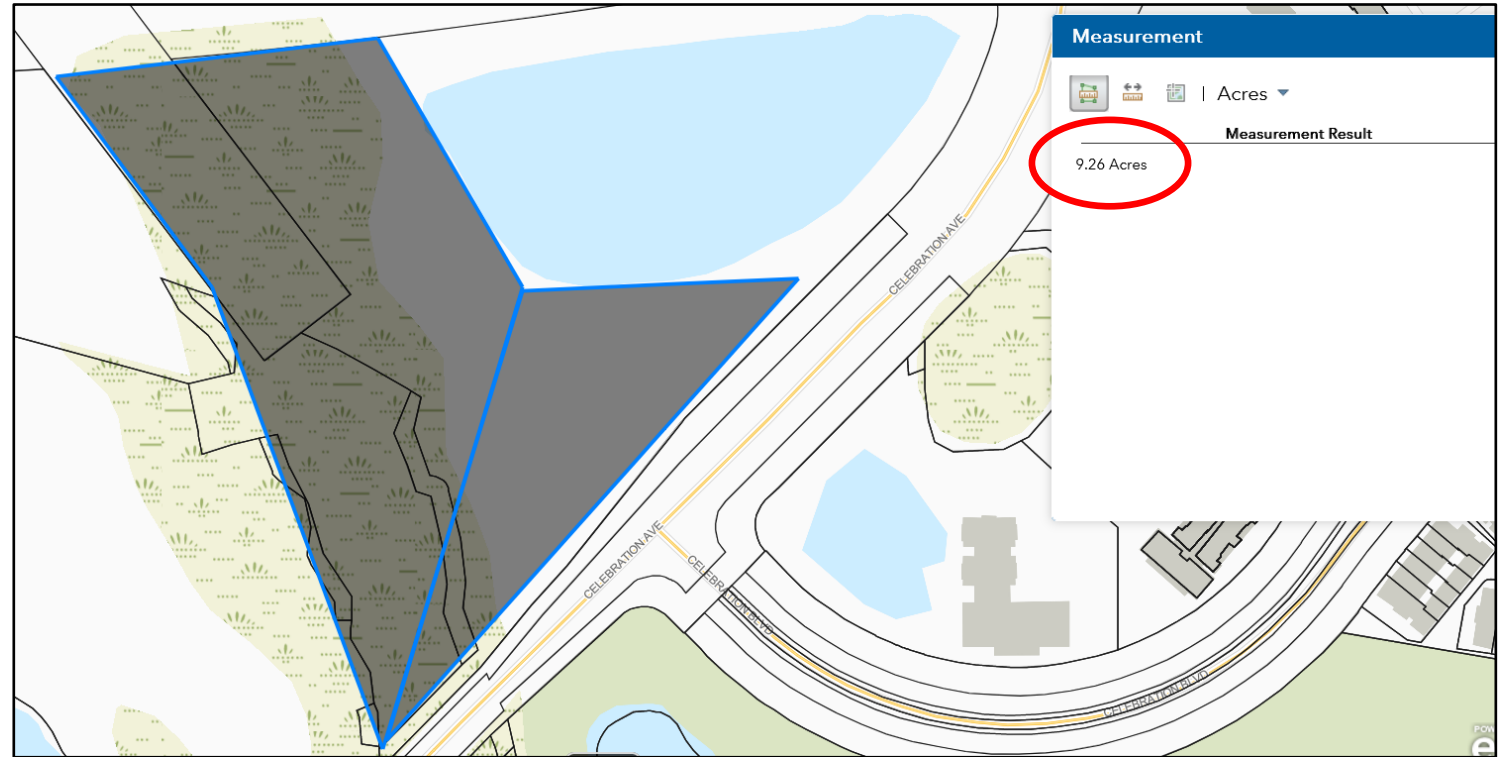 Measurement
| Acres
Measurement Result
9.26 Acres
CELEBRATION AVE
CELEBRATION AVE
CELEBRATION BLVD
CELEBRATION BLVD